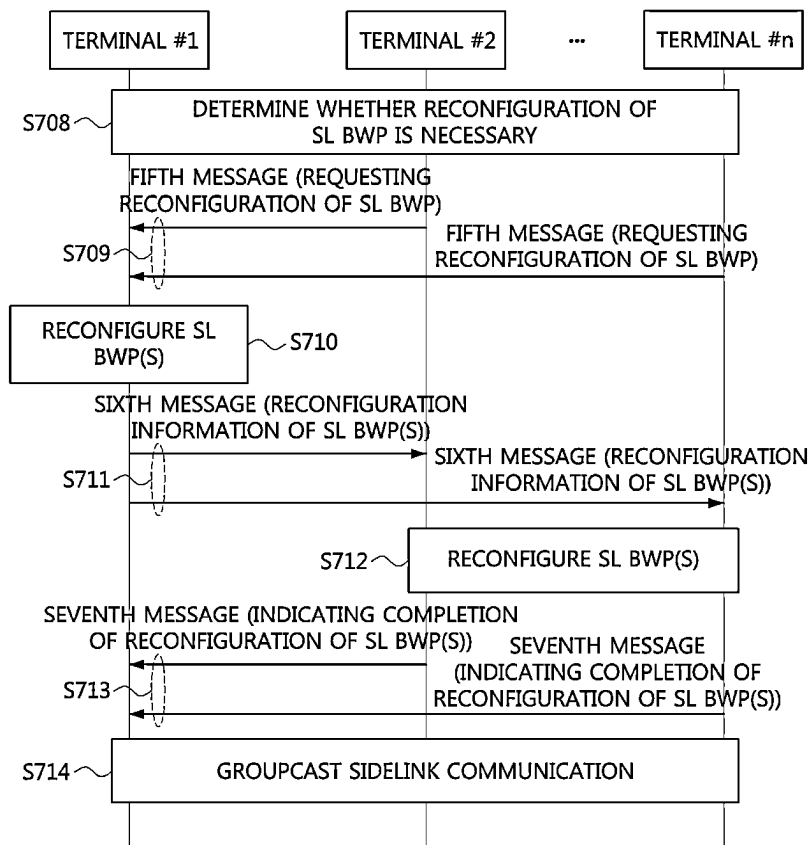 TERMINAL #1
TERMINAL #2
...
TERMINAL #n
S708
DETERMINE WHETHER RECONFIGURATION OF
SL BWP IS NECESSARY
FIFTH MESSAGE (REQUESTING
RECONFIGURATION OF SL BWP)
S709
FIFTH MESSAGE (REQUESTING
RECONFIGURATION OF SL BWP)
RECONFIGURE SL
BWP(S)
S710
SIXTH MESSAGE (RECONFIGURATION
INFORMATION OF SL BWP(S))
S711
SIXTH MESSAGE (RECONFIGURATION
INFORMATION OF SL BWP(S))
S712
RECONFIGURE SL BWP(S)
SEVENTH MESSAGE (INDICATING COMPLETION
OF RECONFIGURATION OF SL BWP(S))
S713
SEVENTH MESSAGE
(INDICATING COMPLETION OF
RECONFIGURATION OF SL BWP(S))
S714
GROUPCAST SIDELINK COMMUNICATION